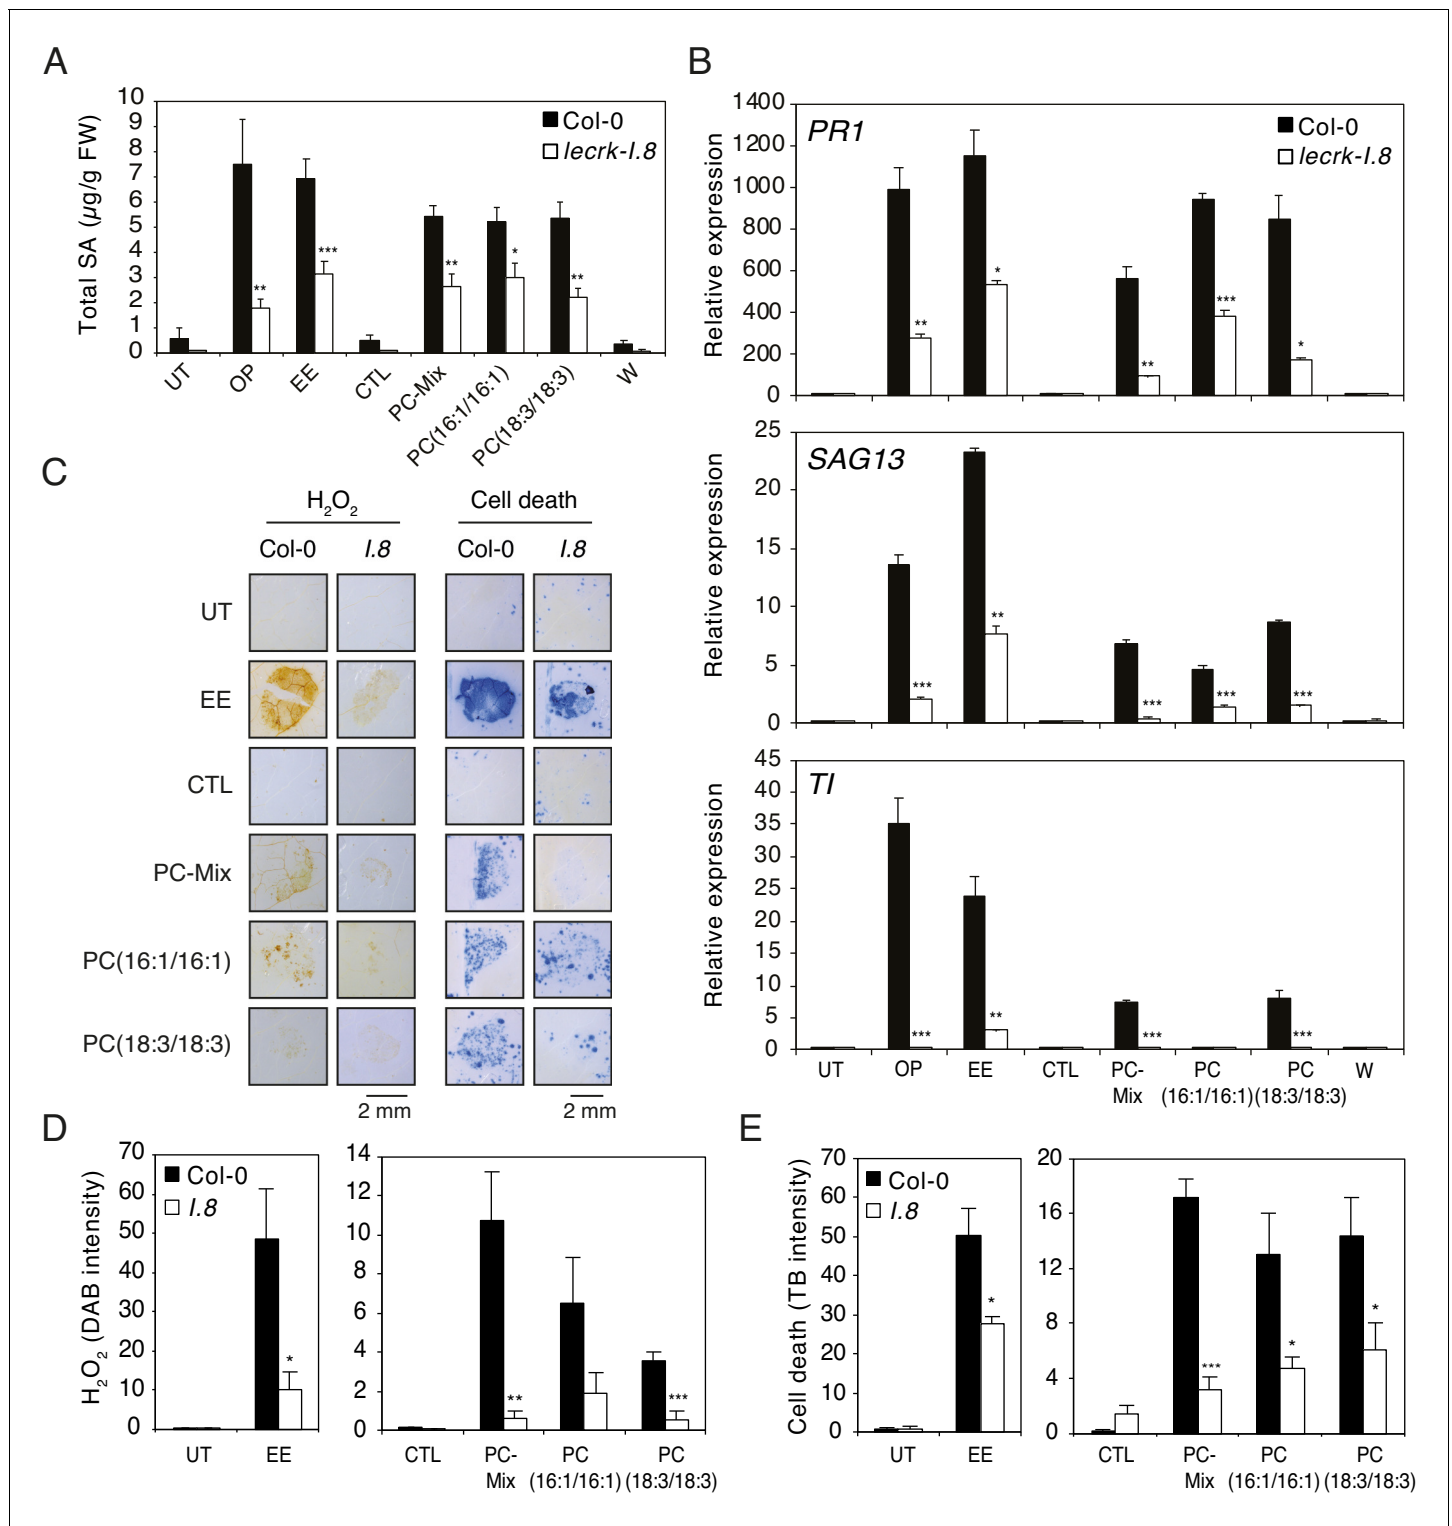 A
Total SA (µg/g FW)
10
9
8
7
6
5
4
3
2
1
0
Col-0
lecrk-I.8
**
***
**
*
**
UT
OP
EE
CTL
PC-Mix
PC(16:1/16:1)
PC(18:3/18:3)
W
B
Relative expression
1400
1200
1000
800
600
400
200
0
PR1
Col-0
lecrk-I.8
**
*
**
***
*
Relative expression
25
20
15
10
5
0
SAG13
***
**
***
***
***
Relative expression
45
40
35
30
25
20
15
10
5
0
TI
***
**
***
***
UT
OP
EE
CTL
PC-
Mix
PC
(16:1/16:1)
PC
(18:3/18:3)
W
C
H2O2
Cell death
Col-0
I.8
Col-0
I.8
UT
EE
CTL
PC-Mix
PC(16:1/16:1)
PC(18:3/18:3)
2 mm
2 mm
D
H2O2 (DAB intensity)
70
60
50
40
30
20
10
0
Col-0
I.8
*
UT
EE
14
12
10
8
6
4
2
0
**
***
CTL
PC-
Mix
PC
(16:1/16:1)
PC
(18:3/18:3)
E
Cell death (TB intensity)
70
60
50
40
30
20
10
0
Col-0
I.8
*
UT
EE
20
16
12
8
4
0
***
*
*
CTL
PC-
Mix
PC
(16:1/16:1)
PC
(18:3/18:3)